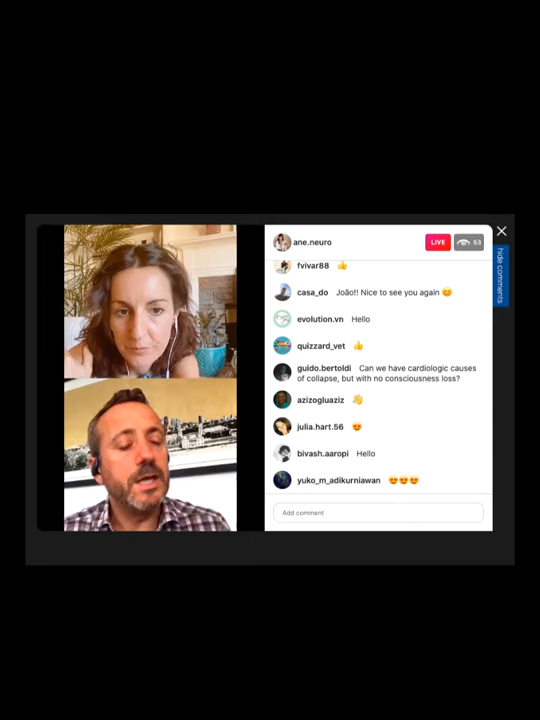 ane.neuro
LIVE
53
hide comments
fvivar88 👍
casa_do João!! Nice to see you again 😊
evolution.vn Hello
quizzard_vet 👍
guido.bertoldi Can we have cardiologic causes
of collapse, but with no consciousness loss?
azizogluaziz 👋
julia.hart.56 😍
bivash.aaropi Hello
yuko_m_adikurniawan 😍😍😍
Add comment